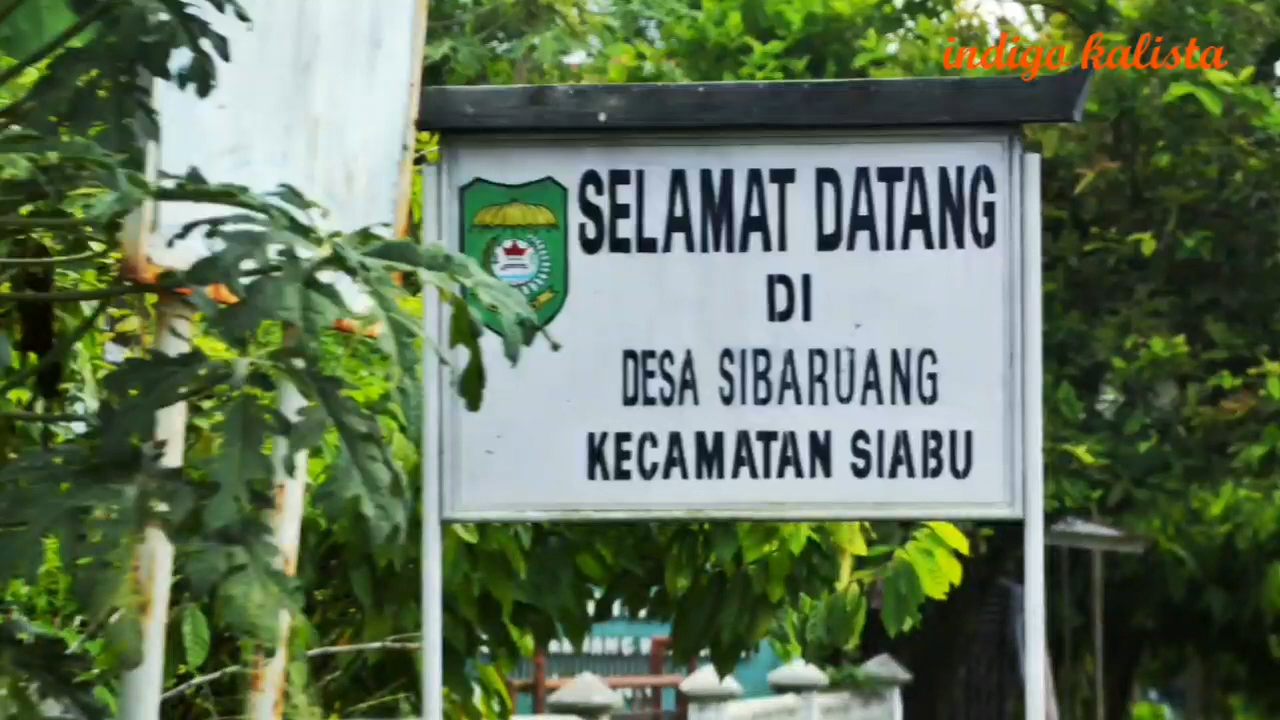 indigo kalista
SELAMAT DATANG
DI
DESA SIBARUANG
KECAMATAN SIABU